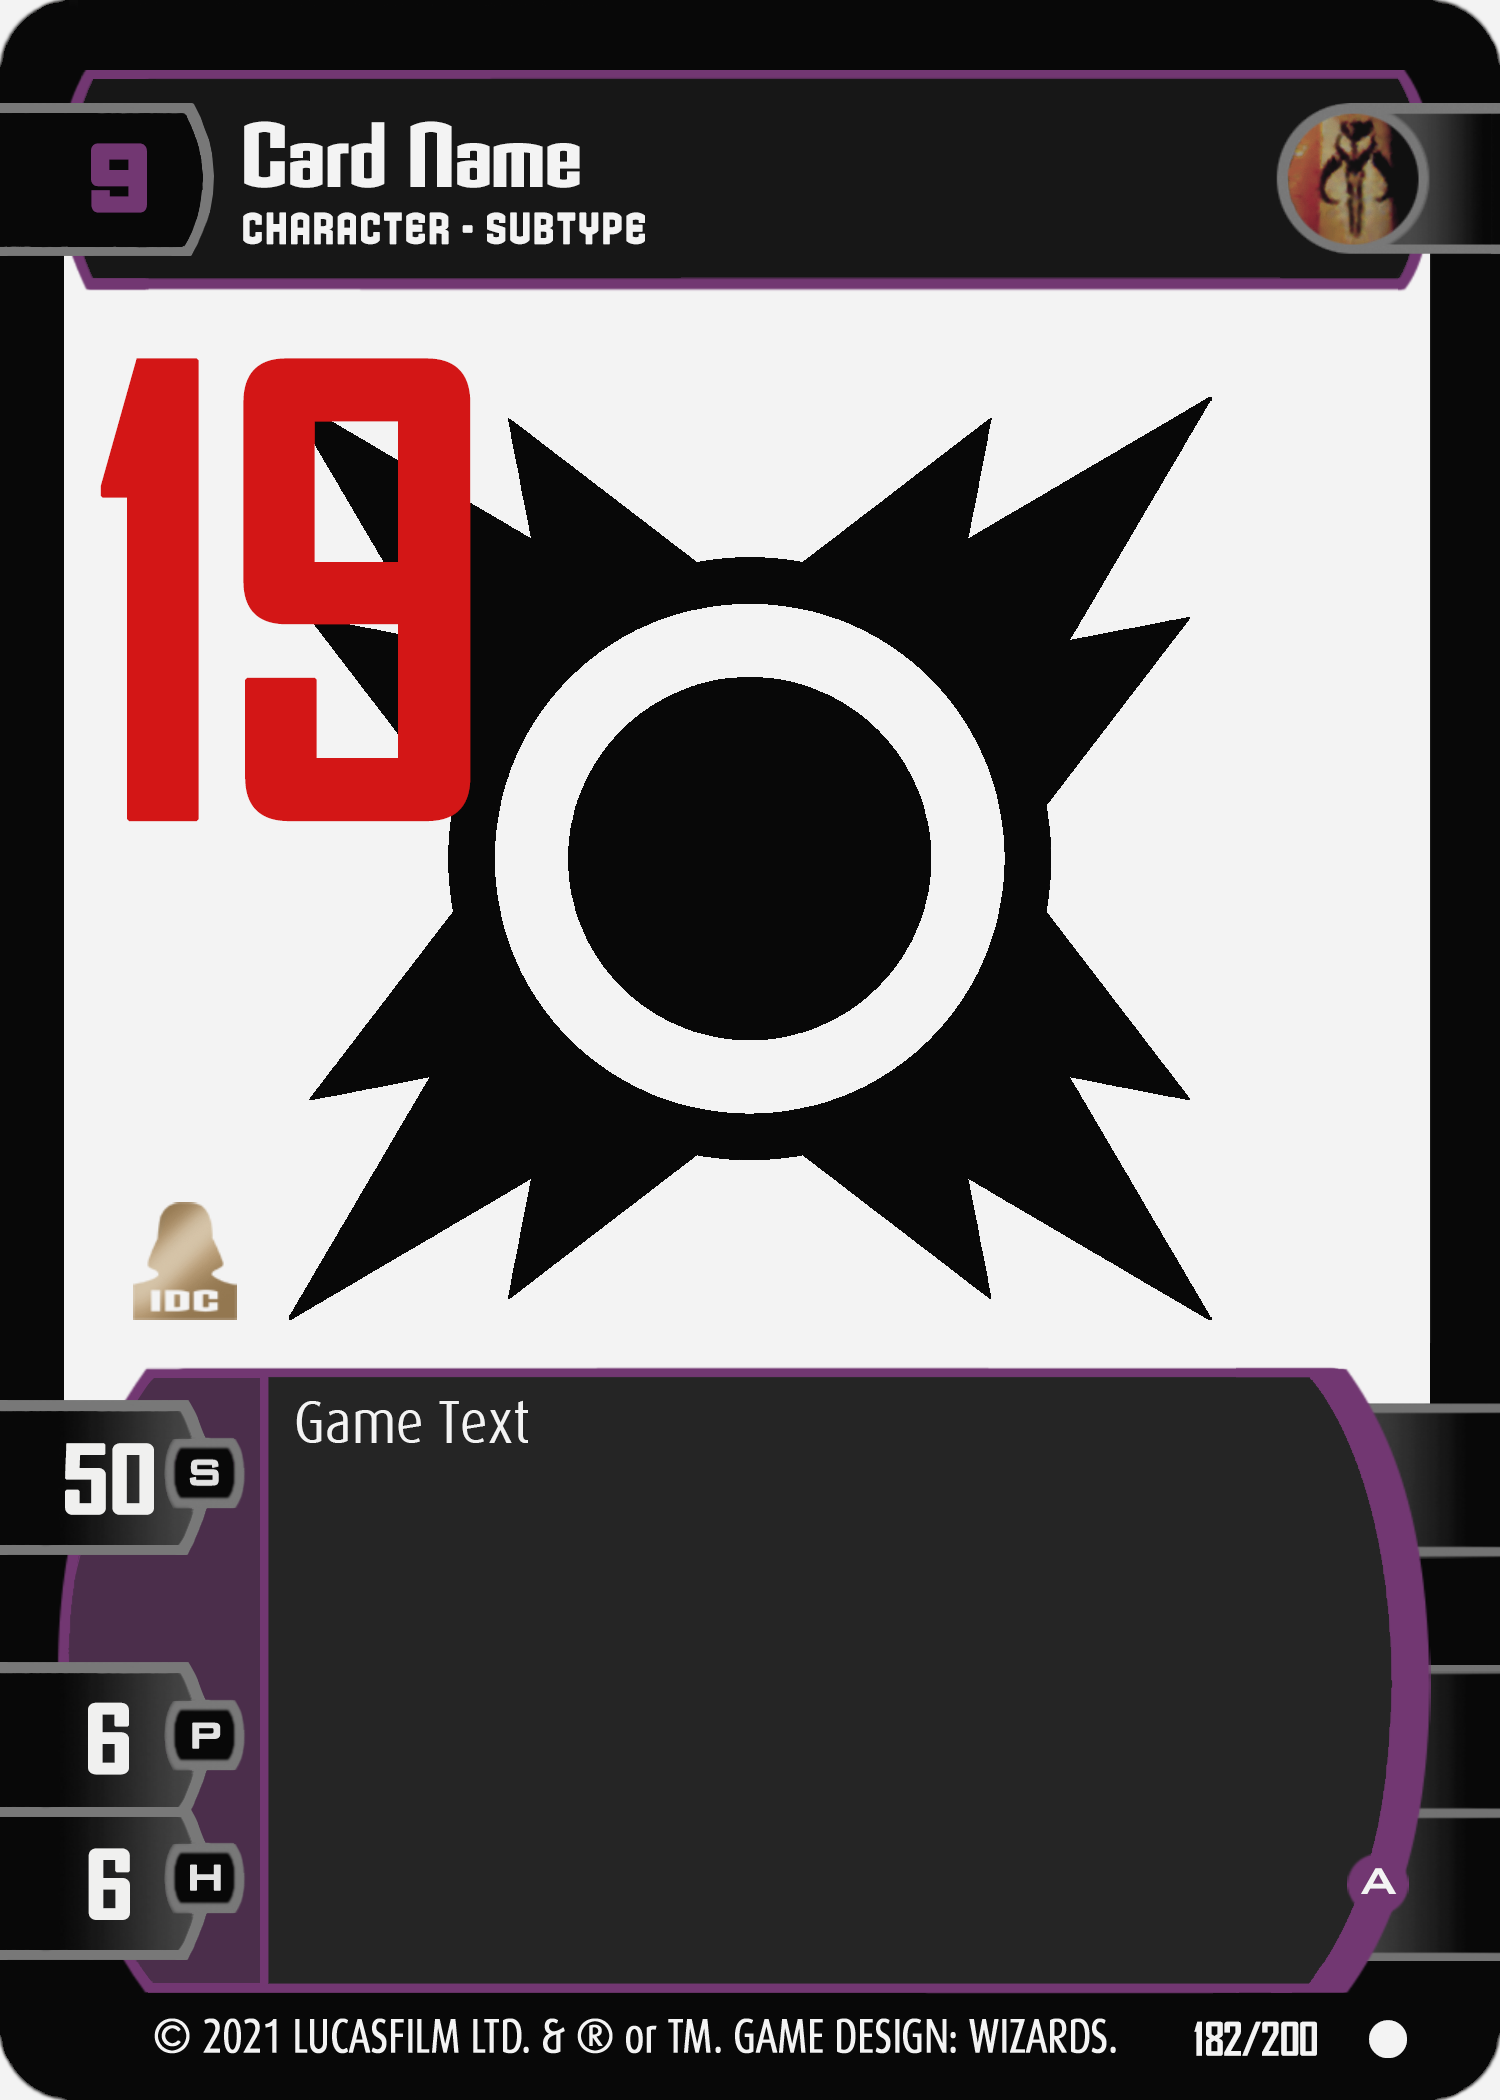 9
Card Name
CHARACTER - SUBTYPE
19
IDC
50 S
Game Text
6 P
6 H
A
© 2021 LUCASFILM LTD. & ® or TM. GAME DESIGN: WIZARDS.
182/200